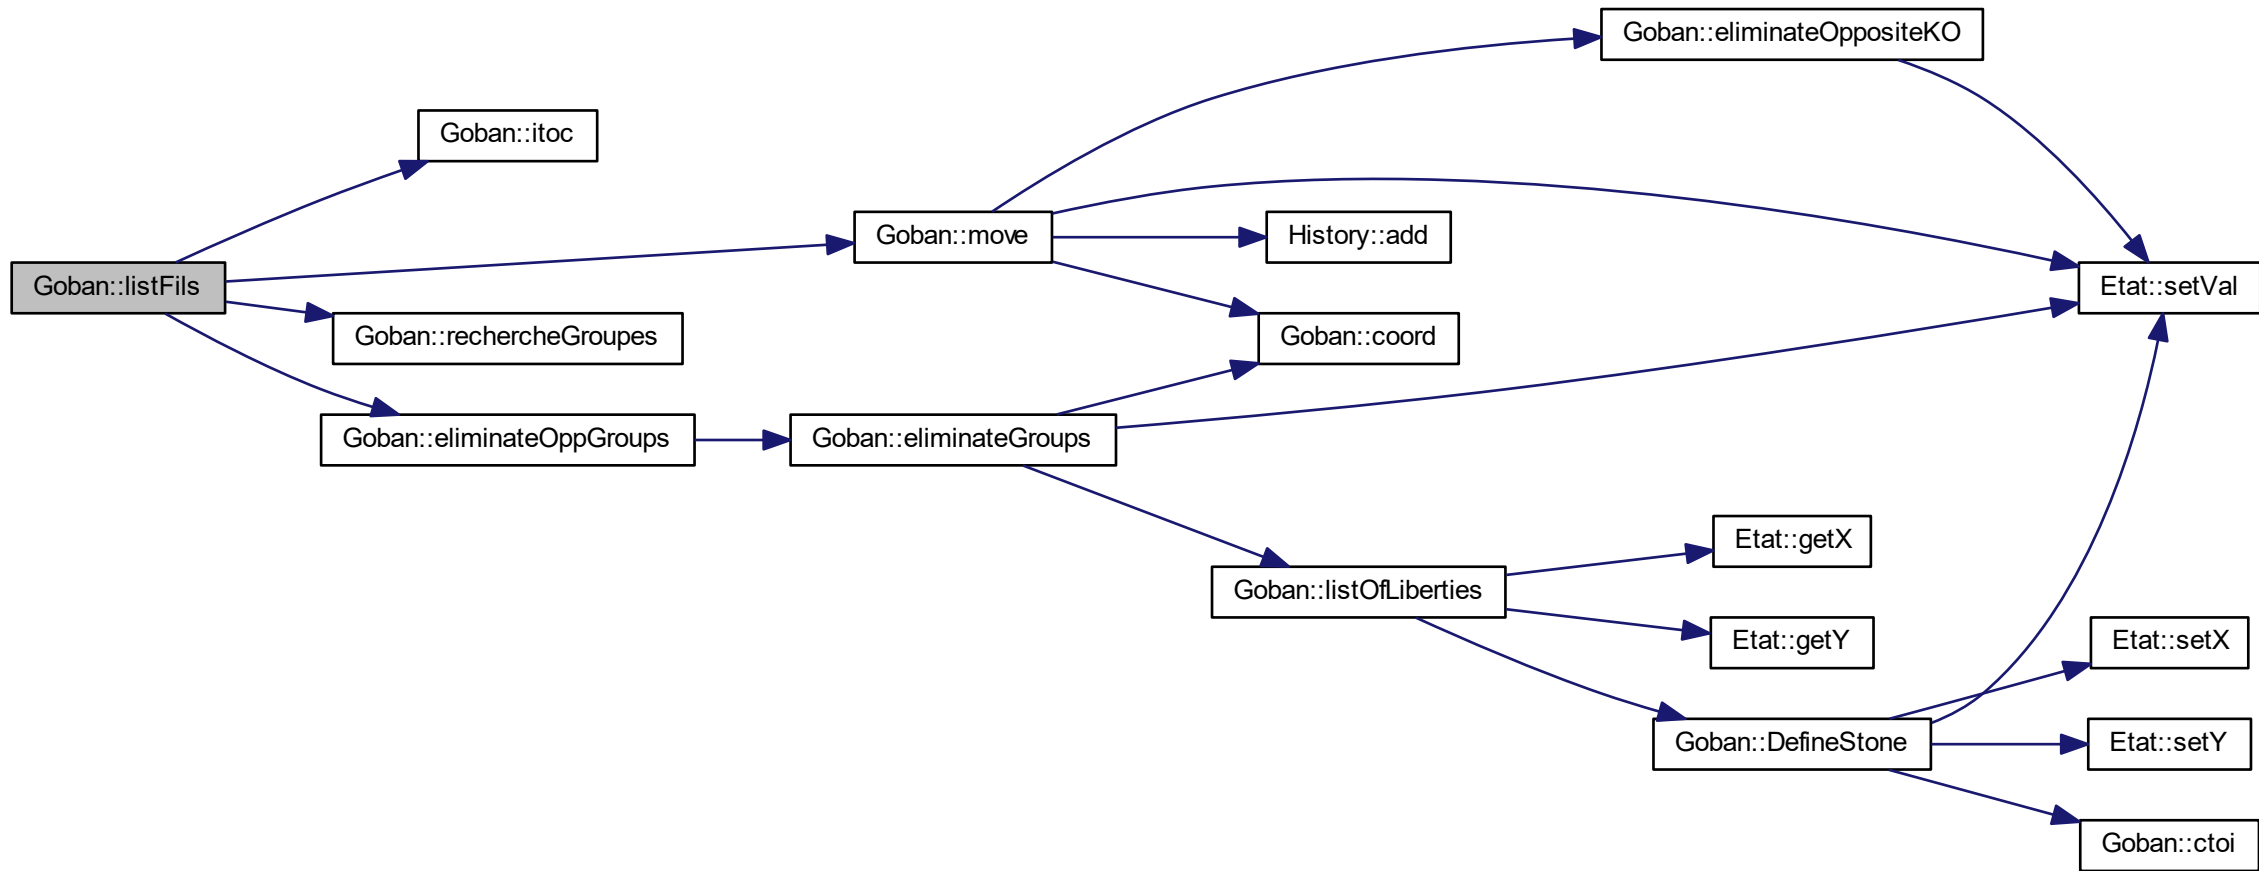 Goban::eliminateOppositeKO
Goban::itoc
Goban::move
History::add
Goban::listFils
Etat::setVal
Goban::rechercheGroupes
Goban::coord
Goban::eliminateOppGroups
Goban::eliminateGroups
Etat::getX
Goban::listOfLiberties
Etat::getY
Etat::setX
Goban::DefineStone
Etat::setY
Goban::ctoi